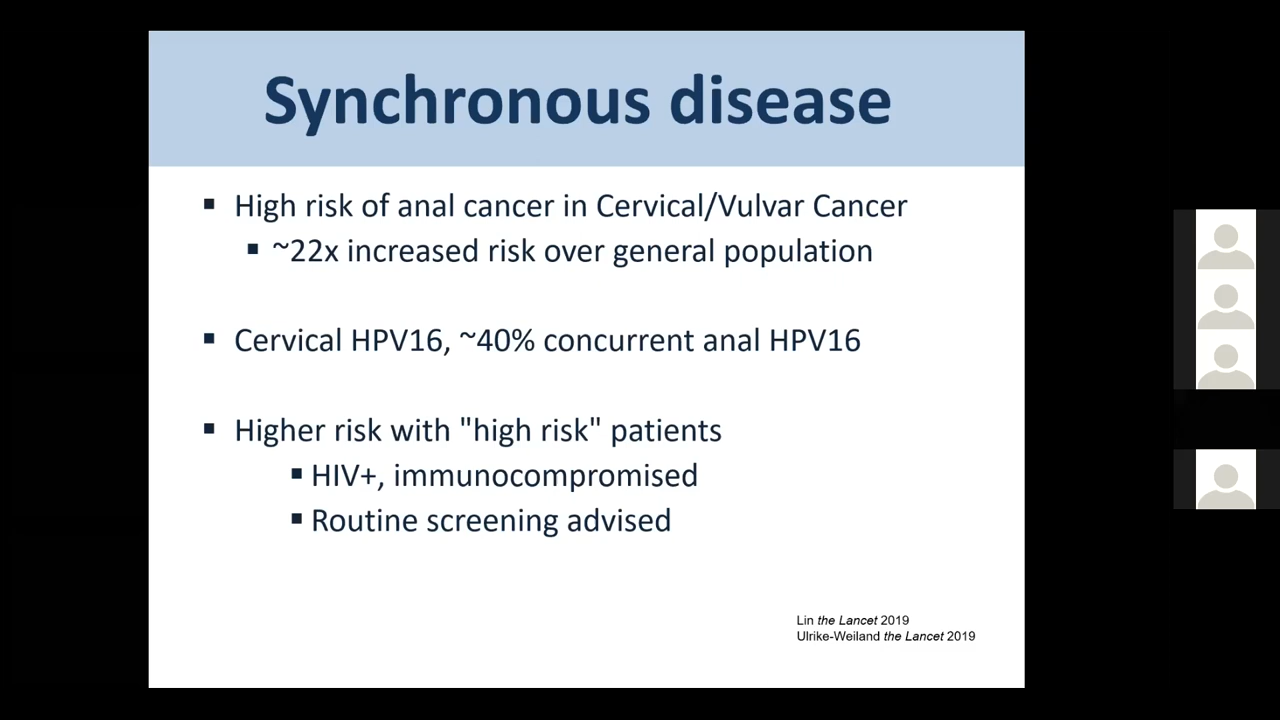 Synchronous disease
▪ High risk of anal cancer in Cervical/Vulvar Cancer
▪ ~22x increased risk over general population
▪ Cervical HPV16, ~40% concurrent anal HPV16
▪ Higher risk with "high risk" patients
▪ HIV+, immunocompromised
▪ Routine screening advised
Lin the Lancet 2019
Ulrike-Weiland the Lancet 2019